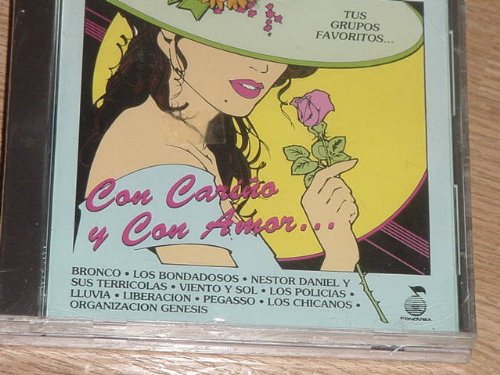 TUS
GRUPOS
FAVORITOS...
Con Cariño
y Con Amor...
BRONCO • LOS BONDADOSOS • NESTOR DANIEL Y
SUS TERRICOLAS • VIENTO Y SOL • LOS POLICIAS •
LLUVIA • LIBERACION • PEGASSO • LOS CHICANOS •
ORGANIZACION GENESIS
FONOVISA